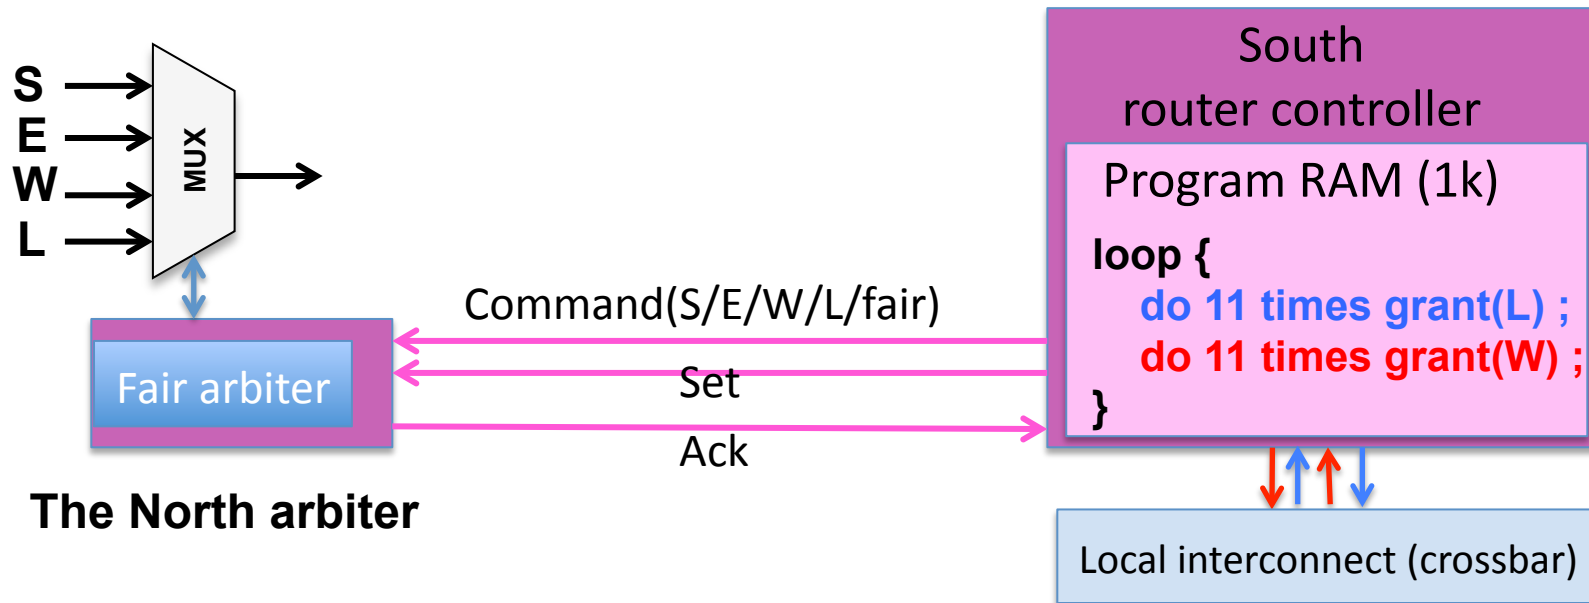 S
E
W
L
MUX
Fair arbiter
The North arbiter
Command(S/E/W/L/fair)
Set
Ack
South
router controller
Program RAM (1k)
loop {
do 11 times grant(L) ;
do 11 times grant(W) ;
}
Local interconnect (crossbar)